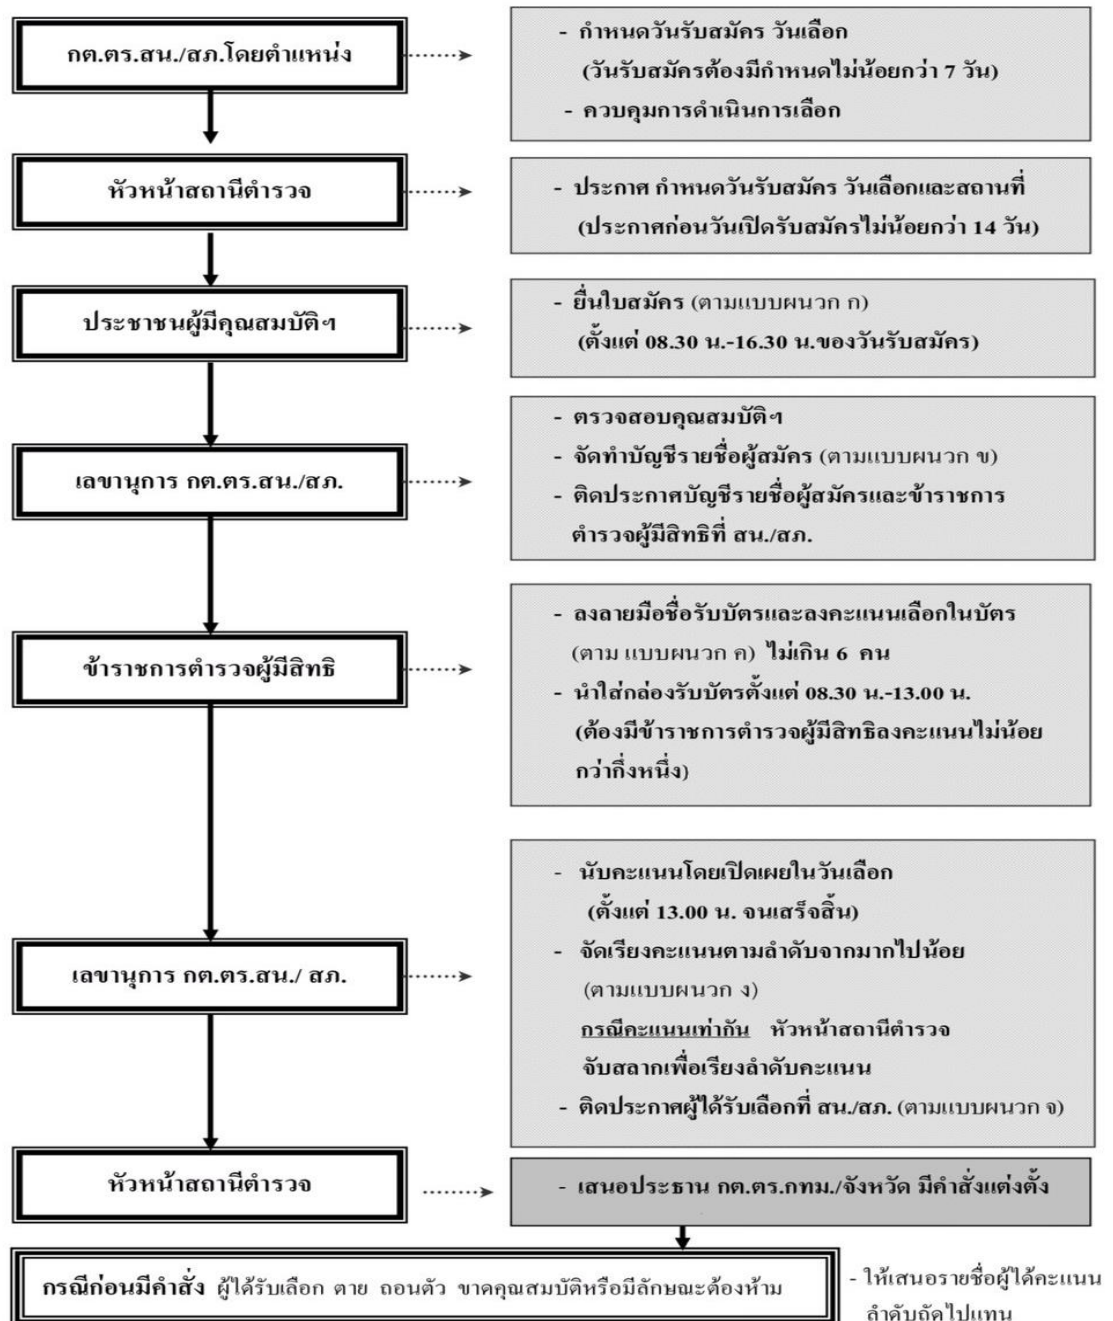 กต.ตร.สน./สภ.โดยตำแหน่ง
- กำหนดวันรับสมัคร วันเลือก
(วันรับสมัครต้องมีกำหนดไม่น้อยกว่า 7 วัน)
- ควบคุมการดำเนินการเลือก
หัวหน้าสถานีตำรวจ
- ประกาศ กำหนดวันรับสมัคร วันเลือกและสถานที่
(ประกาศก่อนวันเปิดรับสมัครไม่น้อยกว่า 14 วัน)
ประชาชนผู้มีคุณสมบัติฯ
- ยื่นใบสมัคร (ตามแบบผนวก ก)
(ตั้งแต่ 08.30 น.-16.30 น.ของวันรับสมัคร)
เลขานุการ กต.ตร.สน./สภ.
- ตรวจสอบคุณสมบัติฯ
- จัดทำบัญชีรายชื่อผู้สมัคร (ตามแบบผนวก ข)
- ติดประกาศบัญชีรายชื่อผู้สมัครและข้าราชการ
ตำรวจผู้มีสิทธิที่ สน./สภ.
ข้าราชการตำรวจผู้มีสิทธิ
- ลงลายมือชื่อรับบัตรและลงคะแนนเลือกในบัตร
(ตาม แบบผนวก ค) ไม่เกิน 6 คน
- นำใส่กล่องรับบัตรตั้งแต่ 08.30 น.-13.00 น.
(ต้องมีข้าราชการตำรวจผู้มีสิทธิลงคะแนนไม่น้อย
กว่ากึ่งหนึ่ง)
เลขานุการ กต.ตร.สน./ สภ.
- นับคะแนนโดยเปิดเผยในวันเลือก
(ตั้งแต่ 13.00 น. จนเสร็จสิ้น)
- จัดเรียงคะแนนตามลำดับจากมากไปน้อย
(ตามแบบผนวก ง)
กรณีคะแนนเท่ากัน หัวหน้าสถานีตำรวจ
จับสลากเพื่อเรียงลำดับคะแนน
- ติดประกาศผู้ได้รับเลือกที่ สน./สภ. (ตามแบบผนวก จ)
หัวหน้าสถานีตำรวจ
- เสนอประธาน กต.ตร.กทม./จังหวัด มีคำสั่งแต่งตั้ง
กรณีก่อนมีคำสั่ง ผู้ได้รับเลือก ตาย ถอนตัว ขาดคุณสมบัติหรือมีลักษณะต้องห้าม
- ให้เสนอรายชื่อผู้ได้คะแนน
ลำดับถัดไปแทน